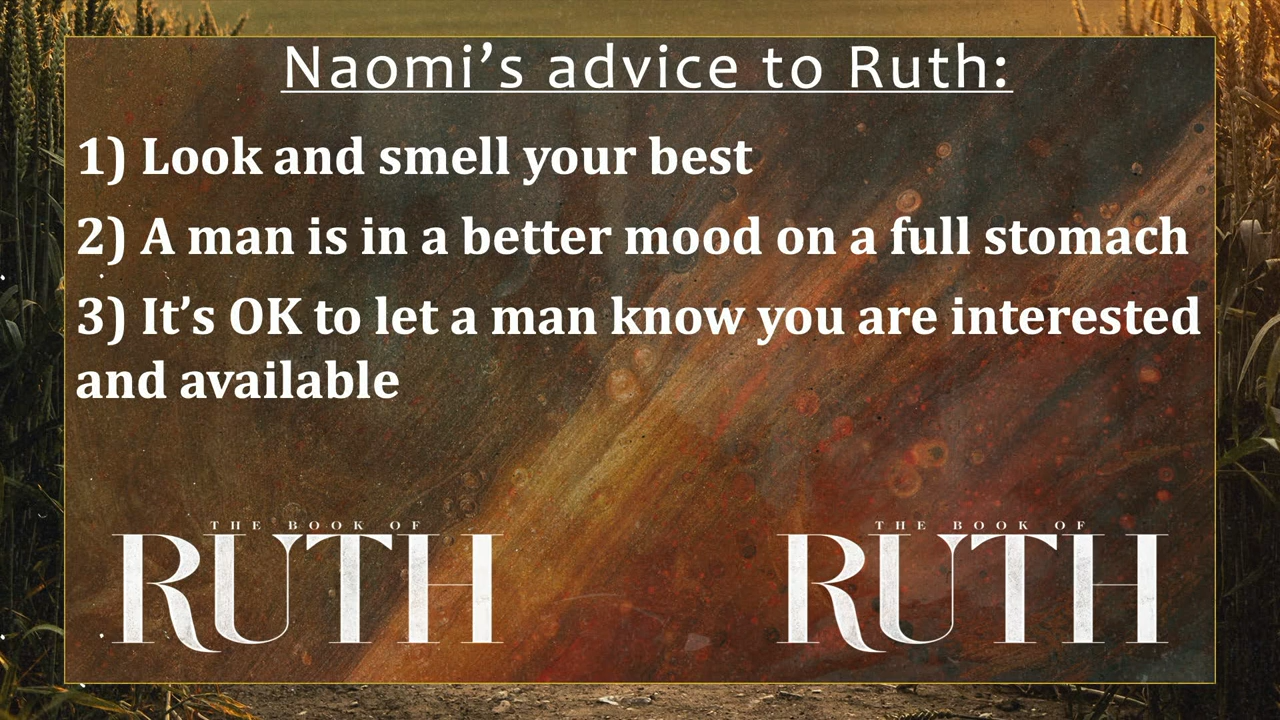 Naomi’s advice to Ruth:
1) Look and smell your best
2) A man is in a better mood on a full stomach
3) It’s OK to let a man know you are interested
and available
THE BOOK OF
RUTH
THE BOOK OF
RUTH